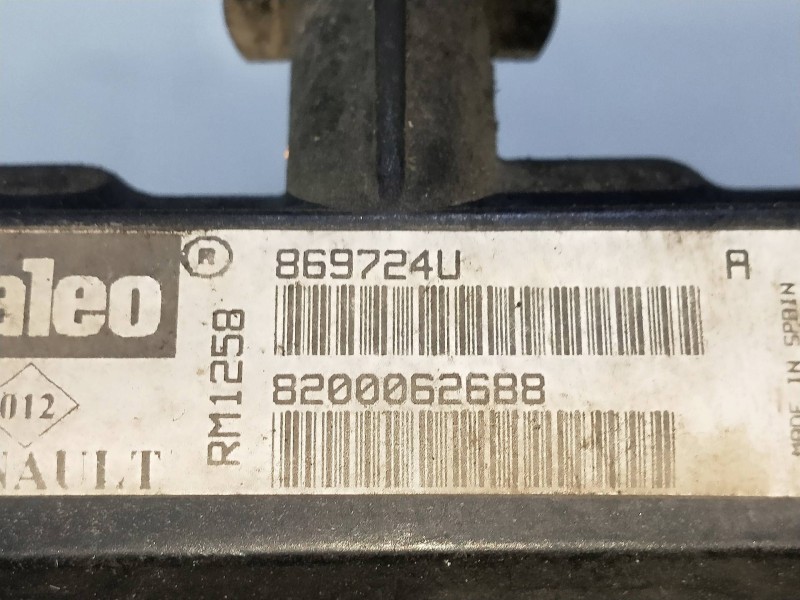 aleo ®
869724U A
RM1258
8200062688
012
NAULT
MADE IN SPAIN